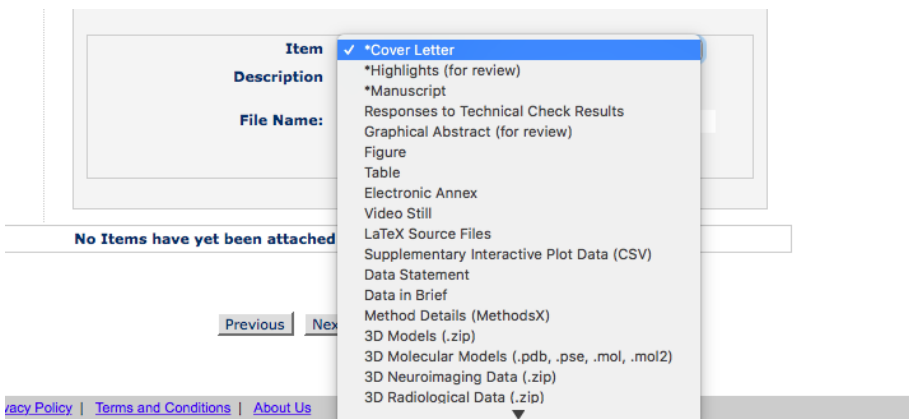 Item
✓ *Cover Letter
*Highlights (for review)
Description
*Manuscript
Responses to Technical Check Results
File Name:
Graphical Abstract (for review)
Figure
Table
Electronic Annex
Video Still
No Items have yet been attached
LaTeX Source Files
Supplementary Interactive Plot Data (CSV)
Data Statement
Data in Brief
Method Details (MethodsX)
Previous Nex
3D Models (.zip)
3D Molecular Models (.pdb, .pse, .mol, .mol2)
3D Neuroimaging Data (.zip)
3D Radiological Data (.zip)
vacy Policy | Terms and Conditions | About Us